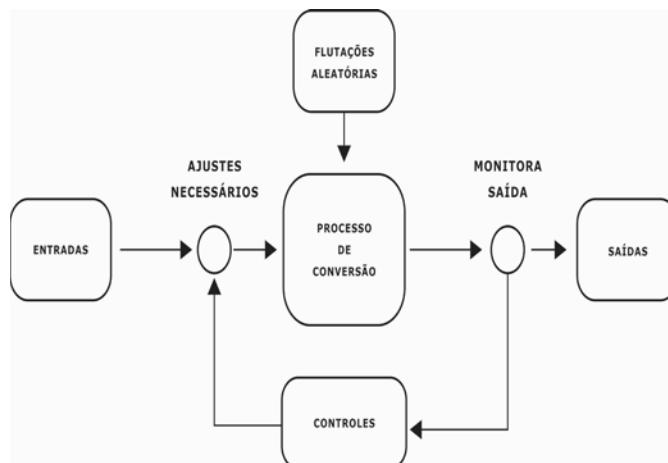 FLUTAÇÕES
ALEATÓRIAS
AJUSTES
NECESSÁRIOS
MONITORA
SAÍDA
ENTRADAS
PROCESSO
DE
CONVERSÃO
SAÍDAS
CONTROLES